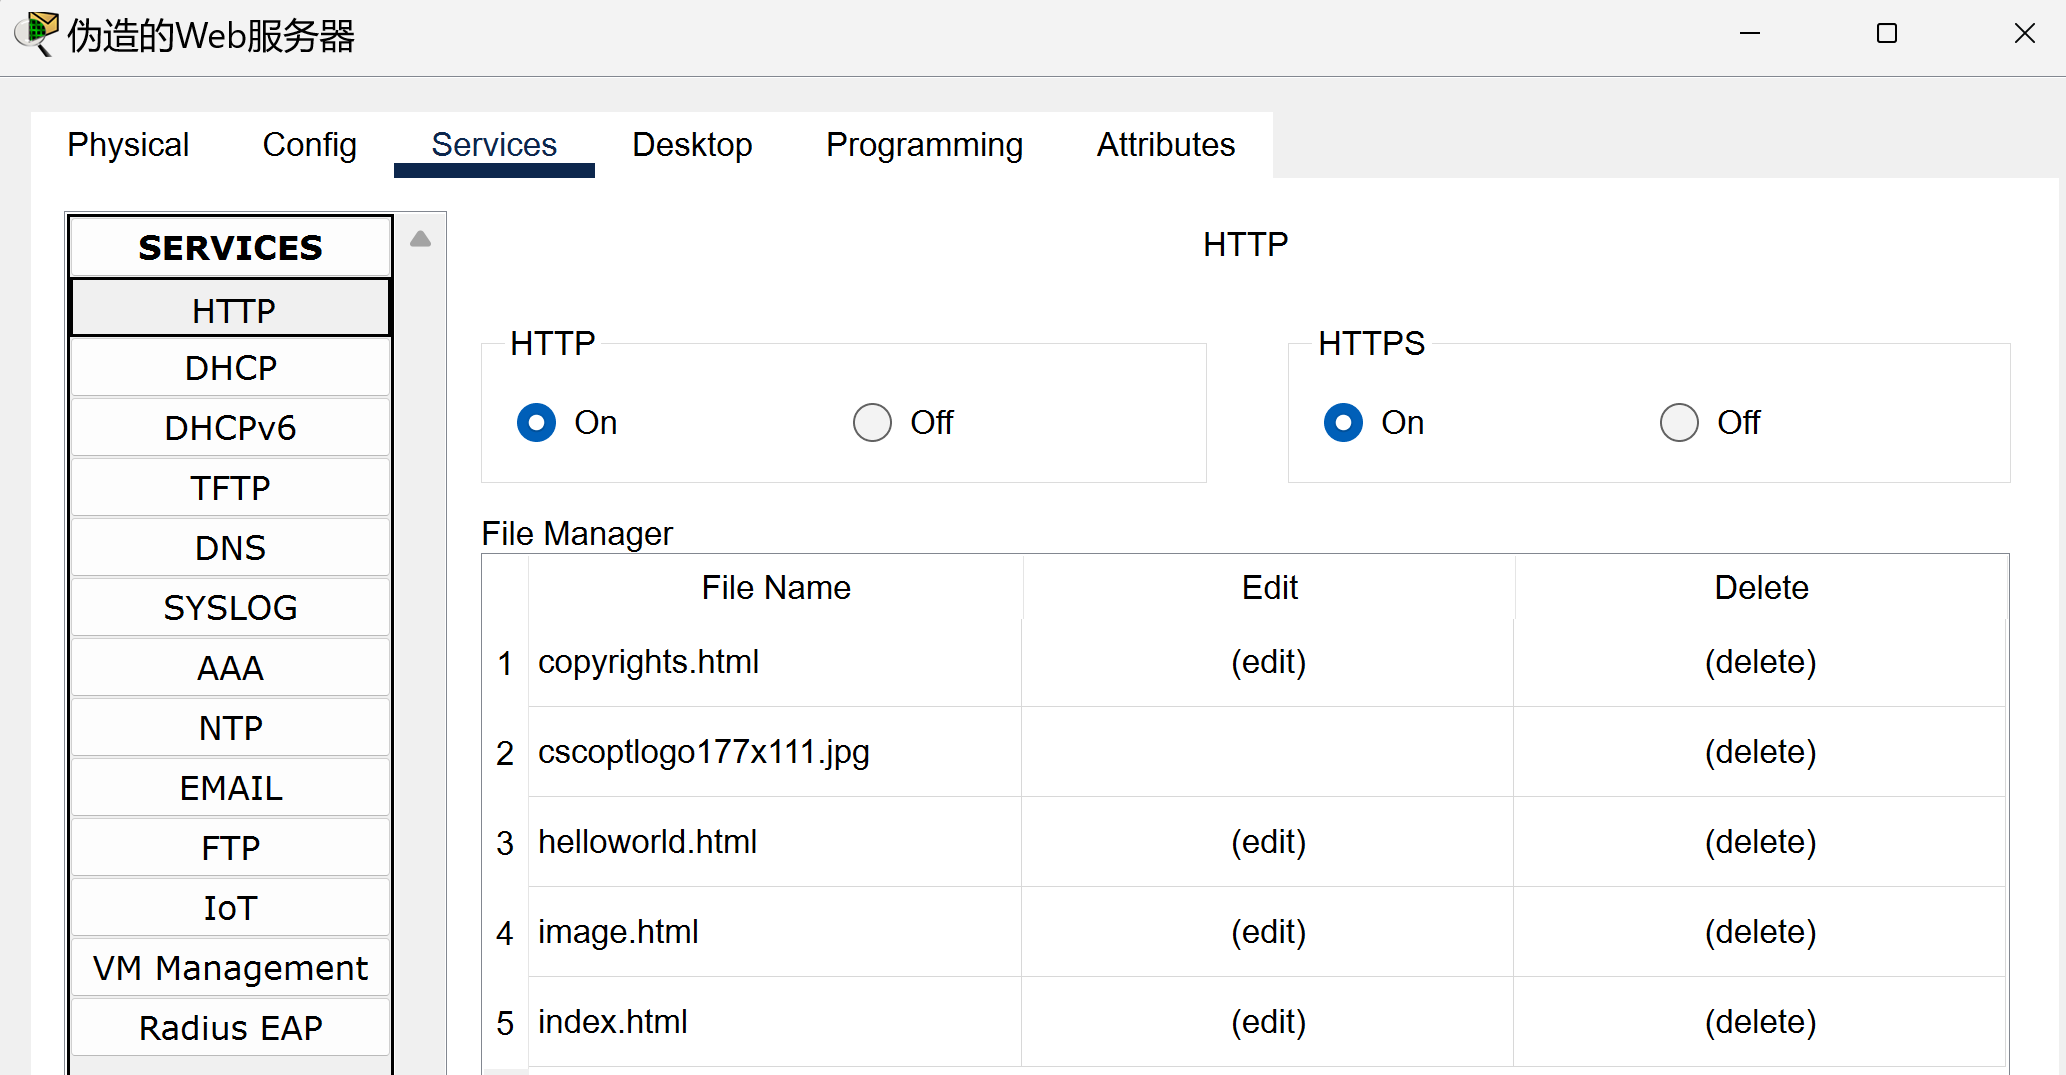 伪造的Web服务器
Physical Config Services Desktop Programming Attributes
SERVICES
HTTP
DHCP
DHCPv6
TFTP
DNS
SYSLOG
AAA
NTP
EMAIL
FTP
IoT
VM Management
Radius EAP
HTTP
HTTP
On Off
HTTPS
On Off
File Manager
File Name Edit Delete
1 copyrights.html (edit) (delete)
2 cscoptlogo177x111.jpg (delete)
3 helloworld.html (edit) (delete)
4 image.html (edit) (delete)
5 index.html (edit) (delete)